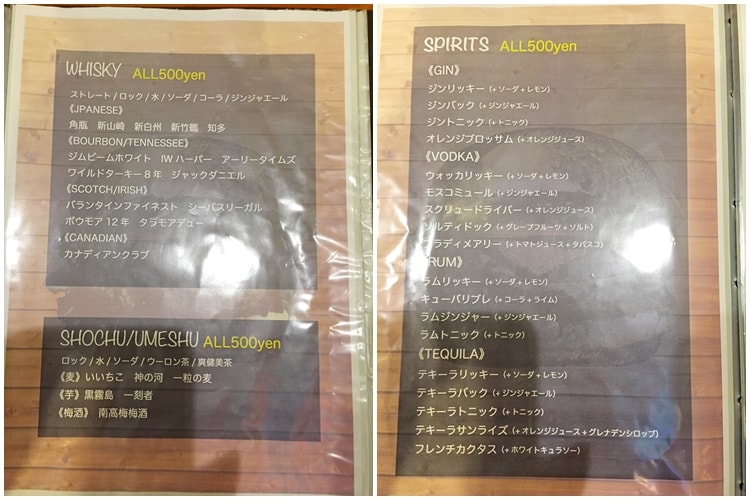 WHISKY ALL500yen
ストレート/ロック/水/ソーダ/コーラ/ジンジャエール
《JPANESE》
角瓶 新山崎 新白州 新竹鶴 知多
《BOURBON/TENNESSEE》
ジムビームホワイト IWハーパー アーリータイムズ
ワイルドターキー8年 ジャックダニエル
《SCOTCH/IRISH》
バランタインファイネスト シーバスリーガル
ボウモア12年 タラモアデュー
《CANADIAN》
カナディアンクラブ
SHOCHU/UMESHU ALL500yen
ロック/水/ソーダ/ウーロン茶/爽健美茶
《麦》いいちこ 神の河 一粒の麦
《芋》黒霧島 一刻者
《梅酒》 南高梅梅酒
SPIRITS ALL500yen
《GIN》
ジンリッキー(+ソーダ+レモン)
ジンバック(+ジンジャエール)
ジントニック(+トニック)
オレンジブロッサム(+オレンジジュース)
《VODKA》
ウォッカリッキー(+ソーダ+レモン)
モスコミュール(+ジンジャエール)
スクリュードライバー(+オレンジジュース)
ソルティドック(+グレープフルーツ+ソルト)
ブラディメアリー(+トマトジュース+タバスコ)
《RUM》
ラムリッキー(+ソーダ+レモン)
キューバリブレ(+コーラ+ライム)
ラムジンジャー(+ジンジャエール)
ラムトニック(+トニック)
《TEQUILA》
テキーラリッキー(+ソーダ+レモン)
テキーラバック(+ジンジャエール)
テキーラトニック(+トニック)
テキーラサンライズ(+オレンジジュース+グレナデンシロップ)
フレンチカクタス(+ホワイトキュラソー)